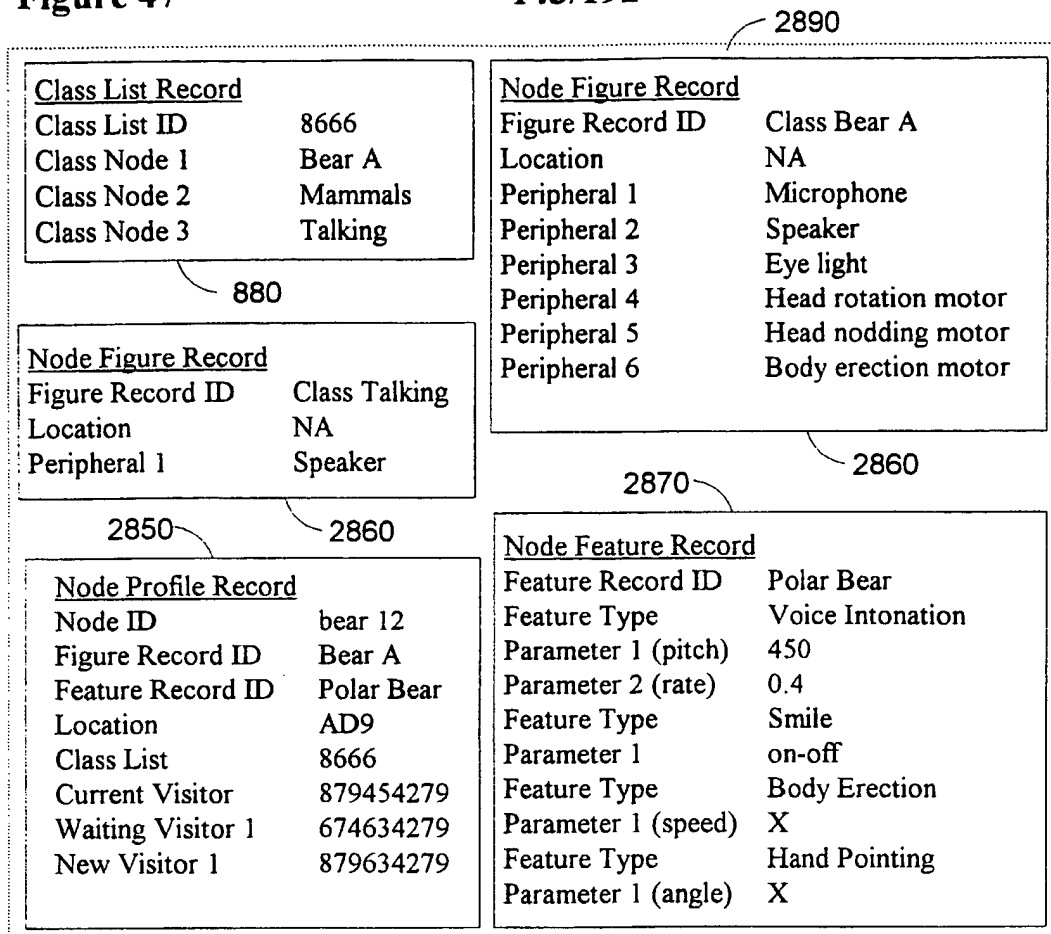 2890
Class List Record
Class List ID 8666
Class Node 1 Bear A
Class Node 2 Mammals
Class Node 3 Talking
880
Node Figure Record
Figure Record ID Class Bear A
Location NA
Peripheral 1 Microphone
Peripheral 2 Speaker
Peripheral 3 Eye light
Peripheral 4 Head rotation motor
Peripheral 5 Head nodding motor
Peripheral 6 Body erection motor
2860
Node Figure Record
Figure Record ID Class Talking
Location NA
Peripheral 1 Speaker
2860
2850
Node Profile Record
Node ID bear 12
Figure Record ID Bear A
Feature Record ID Polar Bear
Location AD9
Class List 8666
Current Visitor 879454279
Waiting Visitor 1 674634279
New Visitor 1 879634279
2870
Node Feature Record
Feature Record ID Polar Bear
Feature Type Voice Intonation
Parameter 1 (pitch) 450
Parameter 2 (rate) 0.4
Feature Type Smile
Parameter 1 on-off
Feature Type Body Erection
Parameter 1 (speed) X
Feature Type Hand Pointing
Parameter 1 (angle) X